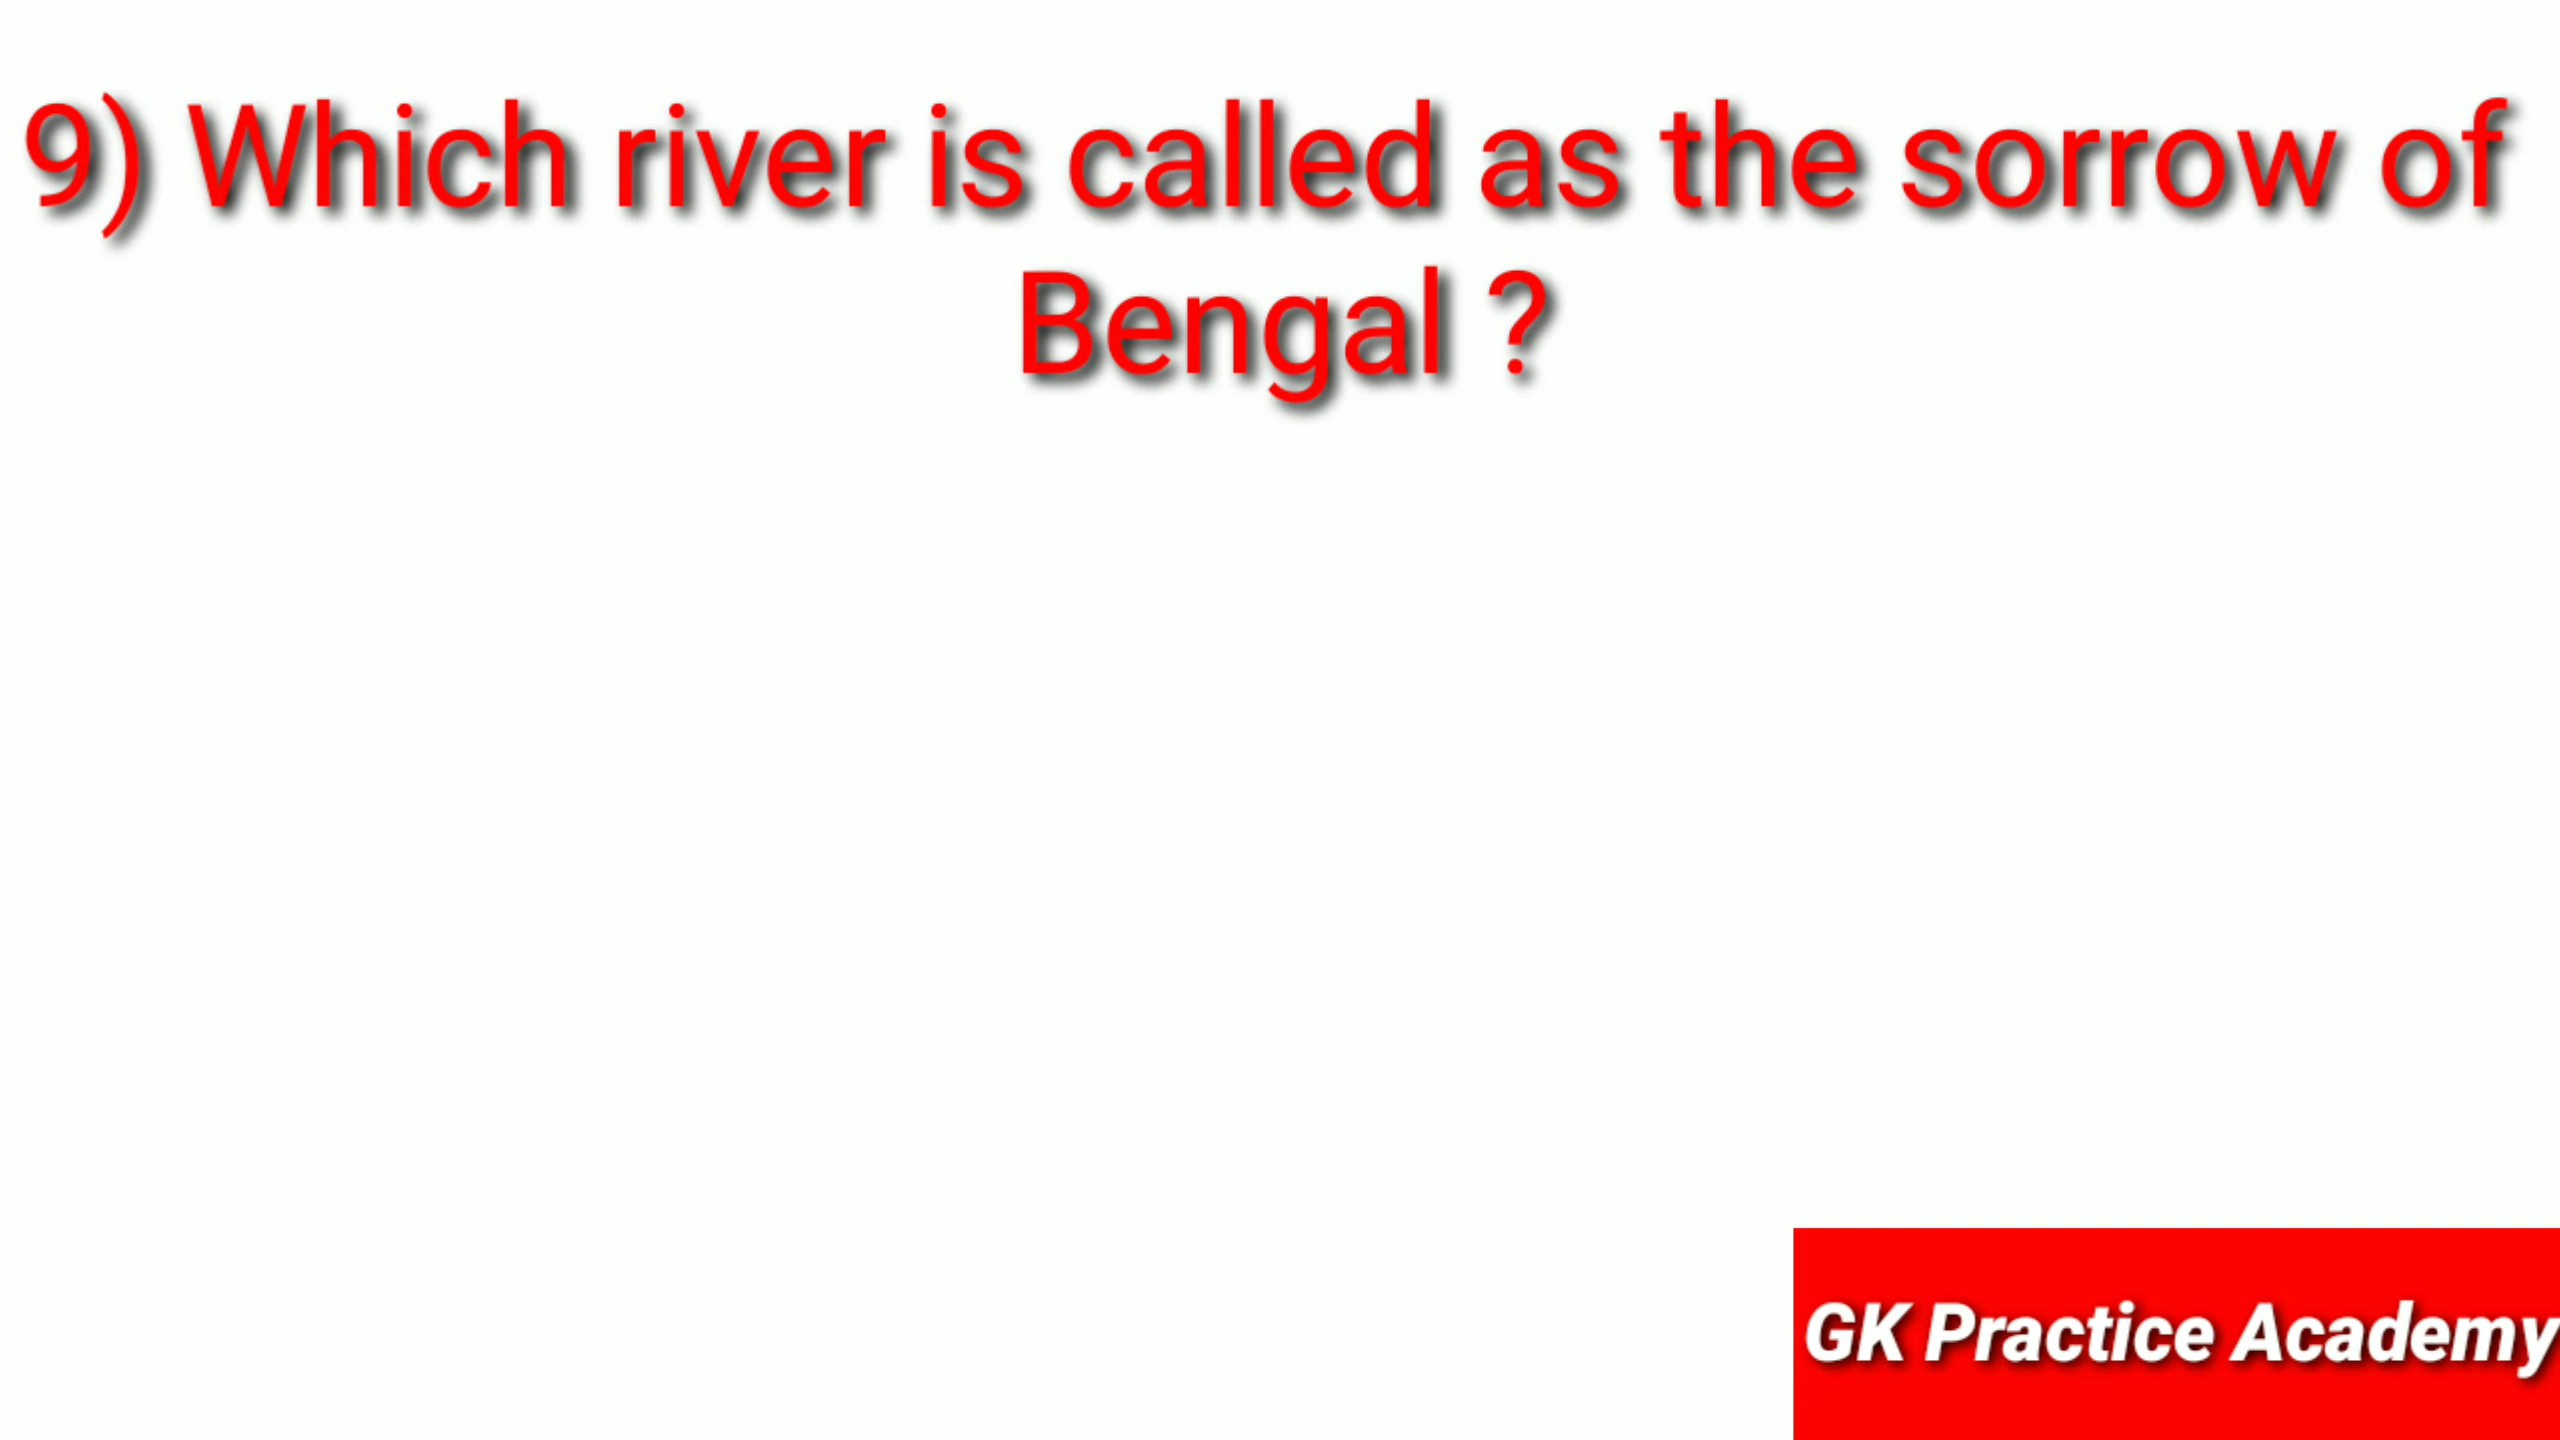 9) Which river is called as the sorrow of
Bengal ?
GK Practice Academy